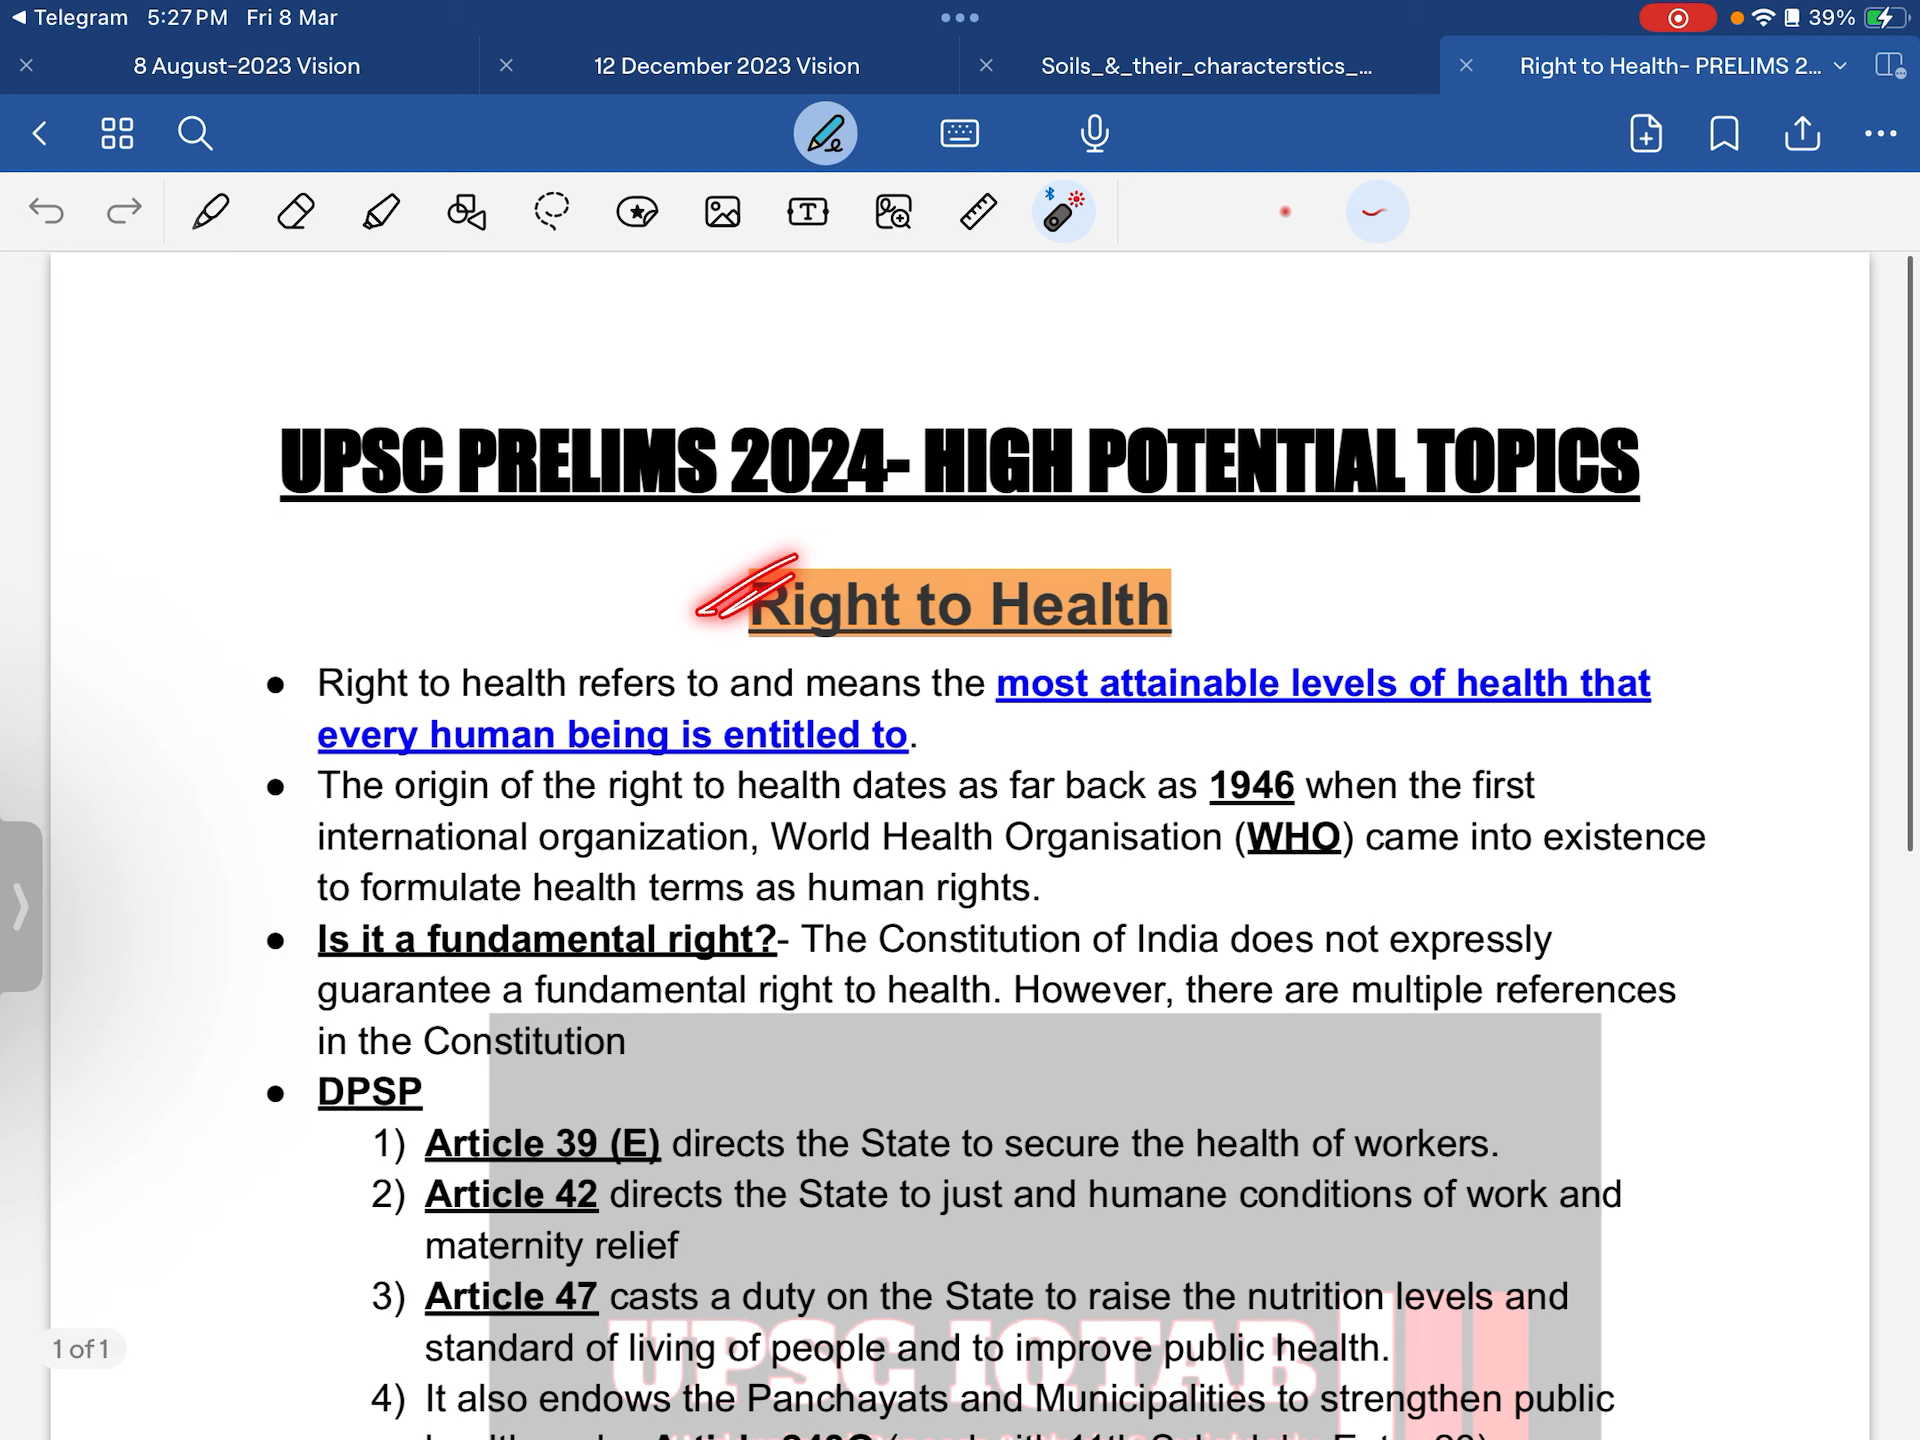 Telegram 5:27 PM Fri 8 Mar 39%
8 August-2023 Vision 12 December 2023 Vision Soils_&_their_characterstics_... Right to Health- PRELIMS 2...
UPSC PRELIMS 2024- HIGH POTENTIAL TOPICS
Right to Health
● Right to health refers to and means the most attainable levels of health that
every human being is entitled to.
● The origin of the right to health dates as far back as 1946 when the first
international organization, World Health Organisation (WHO) came into existence
to formulate health terms as human rights.
● Is it a fundamental right?- The Constitution of India does not expressly
guarantee a fundamental right to health. However, there are multiple references
in the Constitution
● DPSP
1) Article 39 (E) directs the State to secure the health of workers.
2) Article 42 directs the State to just and humane conditions of work and
maternity relief
3) Article 47 casts a duty on the State to raise the nutrition levels and
standard of living of people and to improve public health.
4) It also endows the Panchayats and Municipalities to strengthen public
UPSC IQTAB
1 of 1